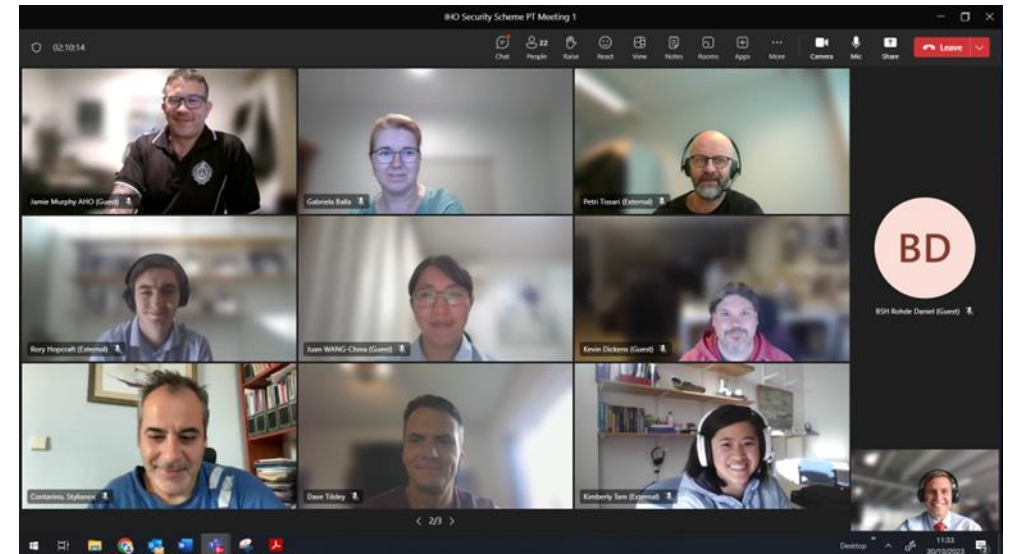 IHO Security Scheme PT Meeting 1
02:10:14
Chat
People 22
Raise
React
View
Notes
Rooms
Apps
More
Camera
Mic
Share
Leave
Jamie Murphy AHO (Guest)
Gabriela Balla
Petri Tosari (External)
Rory Hopcraft (External)
Juan WANG-China (Guest)
Kevin Dickens (Guest)
BD
BSH Rohde Daniel (Guest)
Contarinis. Stylianos
Dave Tilsley
Kimberly Tam (External)
2/3
Desktop
11:33
30/10/2023